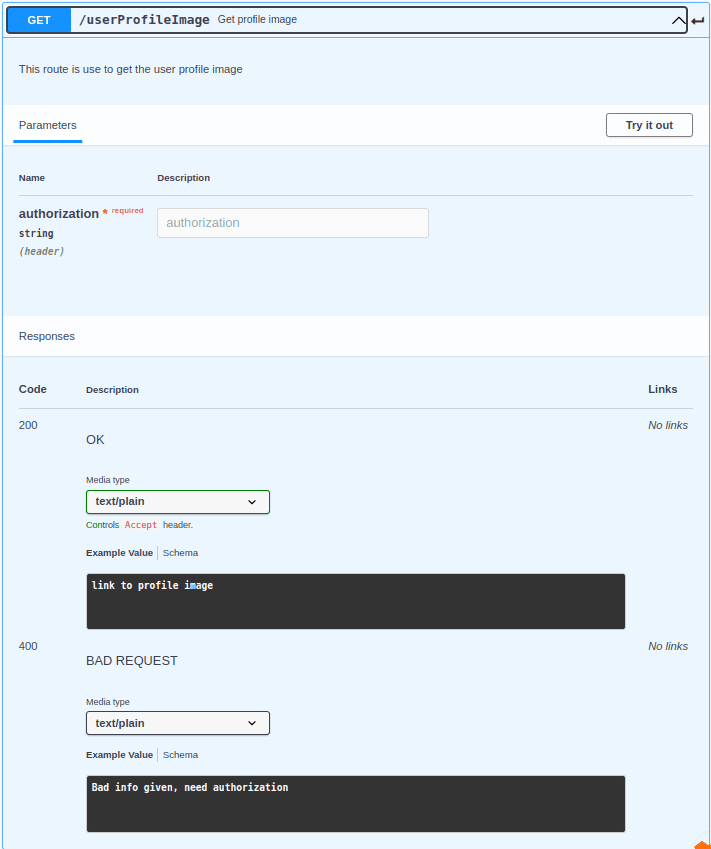 GET /userProfileImage Get profile image
This route is use to get the user profile image
Parameters Try it out
Name Description
authorization * required authorization
string
(header)
Responses
Code Description Links
200 No links
OK
Media type
text/plain
Controls Accept header.
Example Value Schema
link to profile image
400 No links
BAD REQUEST
Media type
text/plain
Example Value Schema
Bad info given, need authorization